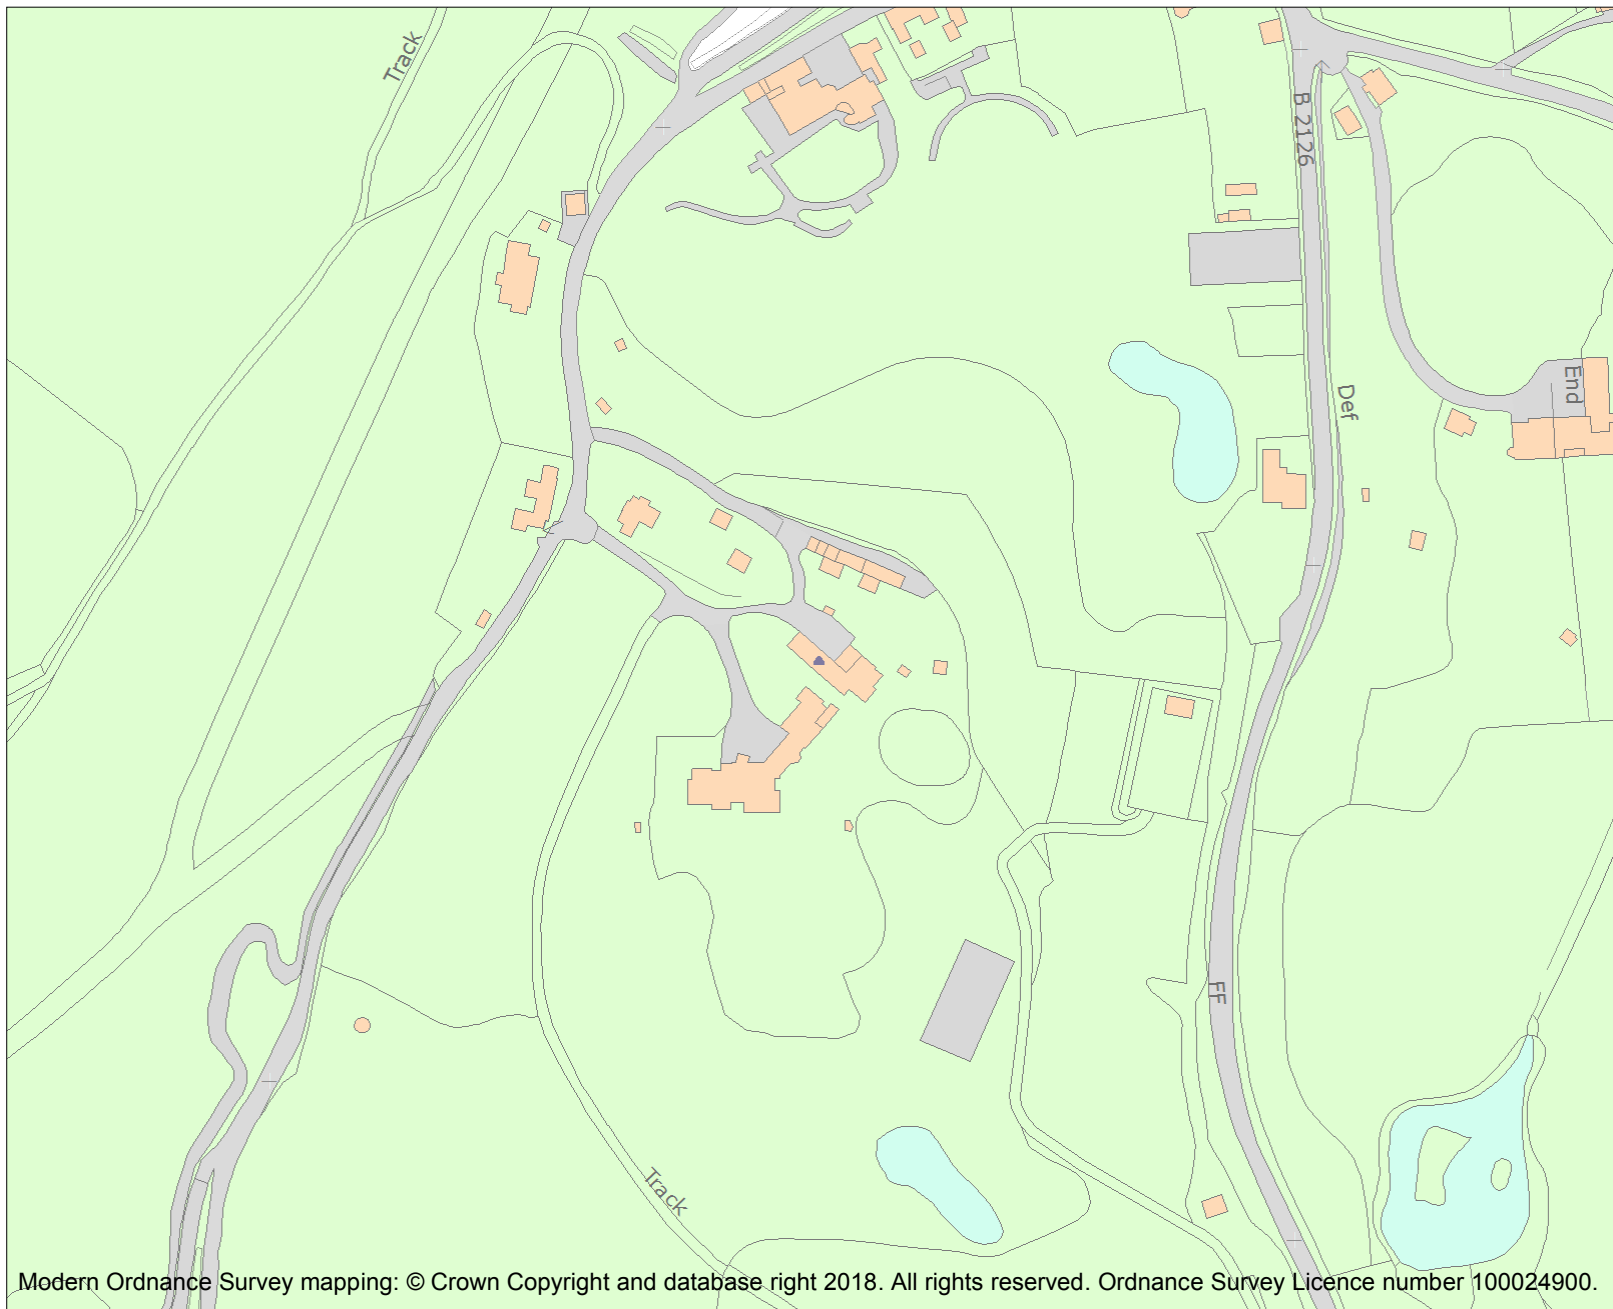 Track
B 2126
Def
End
FF
Track
Modern Ordnance Survey mapping: © Crown Copyright and database right 2018. All rights reserved. Ordnance Survey Licence number 100024900.